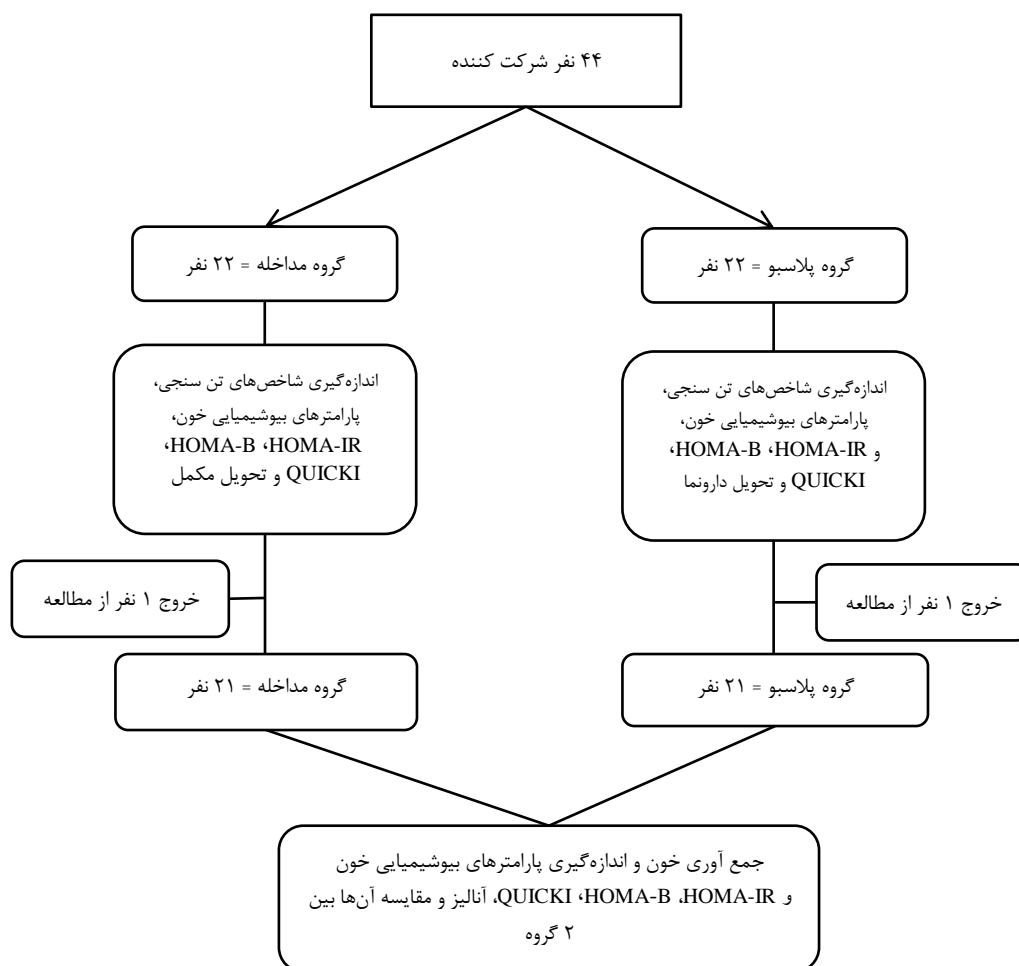 ۴۴ نفر شرکت کننده
گروه پلاسبو = ۲۲ نفر
گروه مداخله = ۲۲ نفر
اندازه‌گیری شاخص‌های تن سنجی،
پارامترهای بیوشیمیایی خون،
و HOMA-IR، HOMA-B،
QUICKI و تحویل دارونما
اندازه‌گیری شاخص‌های تن سنجی،
پارامترهای بیوشیمیایی خون،
HOMA-IR، HOMA-B،
QUICKI و تحویل مکمل
خروج ۱ نفر از مطالعه
خروج ۱ نفر از مطالعه
گروه پلاسبو = ۲۱ نفر
گروه مداخله = ۲۱ نفر
جمع آوری خون و اندازه‌گیری پارامترهای بیوشیمیایی خون
و HOMA-IR، HOMA-B، QUICKI، آنالیز و مقایسه آن‌ها بین
۲ گروه